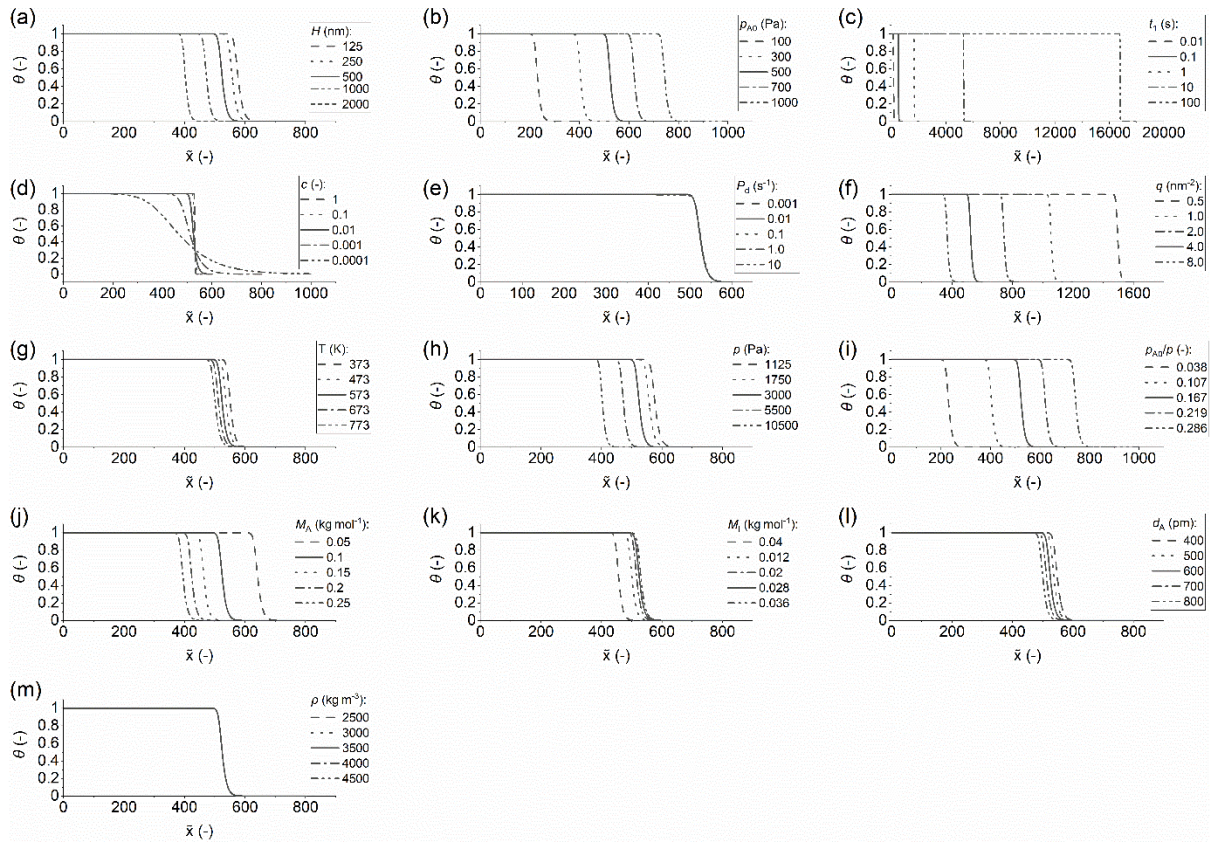 (a)
H (nm):
125
250
500
1000
2000
θ (-)
1
0.8
0.6
0.4
0.2
0
0 200 400 600 800
x̃ (-)
(b)
pA0 (Pa):
100
300
500
700
1000
θ (-)
1
0.8
0.6
0.4
0.2
0
0 200 400 600 800 1000
x̃ (-)
(c)
t1 (s):
0.01
0.1
1
10
100
θ (-)
1
0.8
0.6
0.4
0.2
0
0 4000 8000 12000 16000 20000
x̃ (-)
(d)
c (-):
1
0.1
0.01
0.001
0.0001
θ (-)
1
0.8
0.6
0.4
0.2
0
0 200 400 600 800 1000
x̃ (-)
(e)
Pd (s-1):
0.001
0.01
0.1
1.0
10
θ (-)
1
0.8
0.6
0.4
0.2
0
0 100 200 300 400 500 600
x̃ (-)
(f)
q (nm-2):
0.5
1.0
2.0
4.0
8.0
θ (-)
1
0.8
0.6
0.4
0.2
0
0 400 800 1200 1600
x̃ (-)
(g)
T (K):
373
473
573
673
773
θ (-)
1
0.8
0.6
0.4
0.2
0
0 200 400 600 800
x̃ (-)
(h)
p (Pa):
1125
1750
3000
5500
10500
θ (-)
1
0.8
0.6
0.4
0.2
0
0 200 400 600 800
x̃ (-)
(i)
pA0/p (-):
0.038
0.107
0.167
0.219
0.286
θ (-)
1
0.8
0.6
0.4
0.2
0
0 200 400 600 800 1000
x̃ (-)
(j)
MA (kg mol-1):
0.05
0.1
0.15
0.2
0.25
θ (-)
1
0.8
0.6
0.4
0.2
0
0 200 400 600 800
x̃ (-)
(k)
MI (kg mol-1):
0.04
0.012
0.02
0.028
0.036
θ (-)
1
0.8
0.6
0.4
0.2
0
0 200 400 600 800
x̃ (-)
(l)
dA (pm):
400
500
600
700
800
θ (-)
1
0.8
0.6
0.4
0.2
0
0 200 400 600 800
x̃ (-)
(m)
ρ (kg m-3):
2500
3000
3500
4000
4500
θ (-)
1
0.8
0.6
0.4
0.2
0
0 200 400 600 800
x̃ (-)